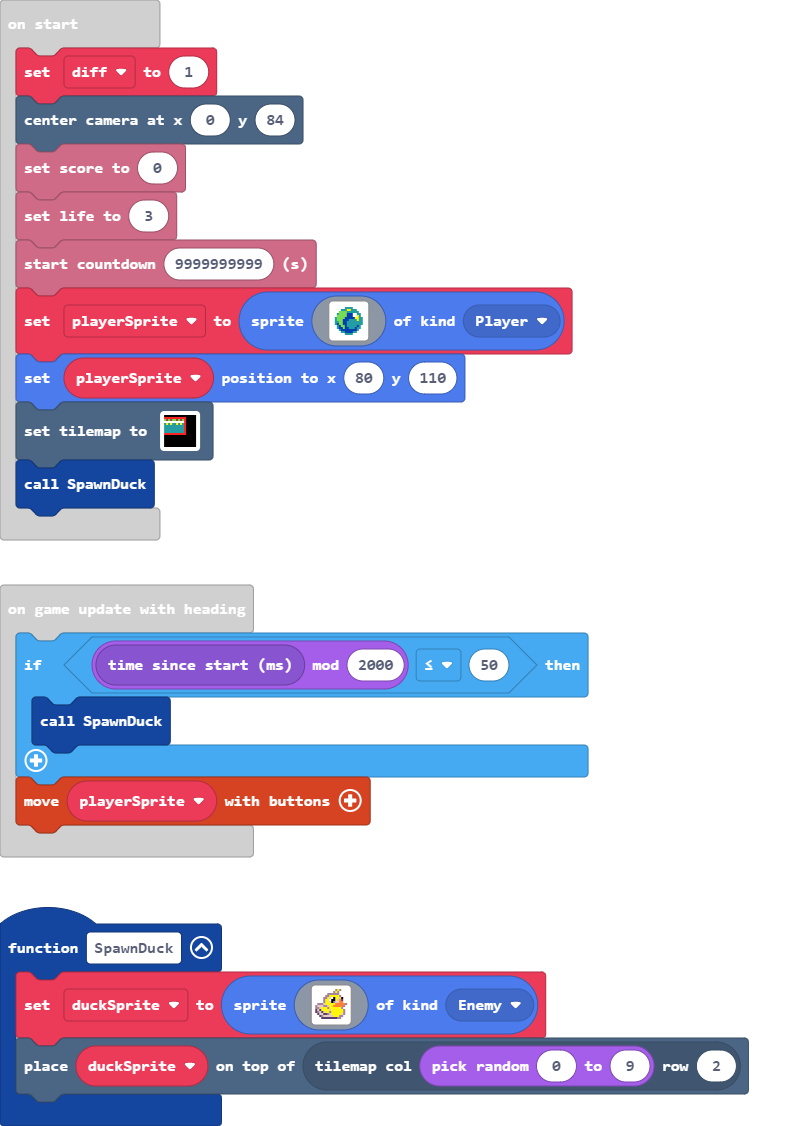 on start
set diff to 1
center camera at x 0 y 84
set score to 0
set life to 3
start countdown 9999999999 (s)
set playerSprite to sprite of kind Player
set playerSprite position to x 80 y 110
set tilemap to
call SpawnDuck
on game update with heading
if time since start (ms) mod 2000 ≤ 50 then
call SpawnDuck
move playerSprite with buttons
function SpawnDuck
set duckSprite to sprite of kind Enemy
place duckSprite on top of tilemap col pick random 0 to 9 row 2